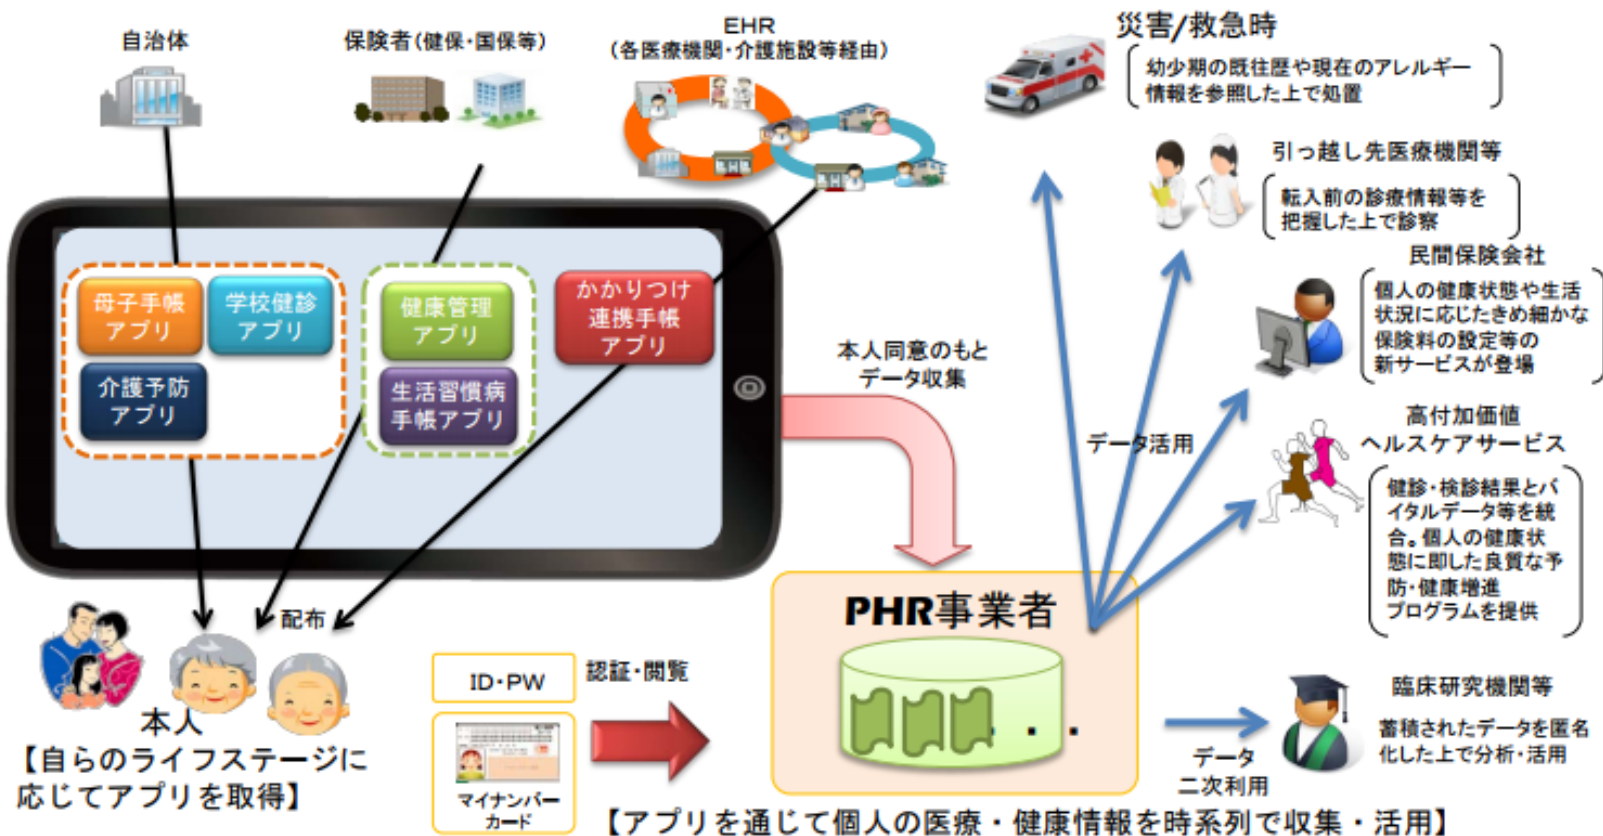 自治体
保険者(健保・国保等)
EHR
(各医療機関・介護施設等経由)
災害/救急時
幼少期の既往歴や現在のアレルギー
情報を参照した上で処置
引っ越し先医療機関等
転入前の診療情報等を
把握した上で診察
民間保険会社
個人の健康状態や生活
状況に応じたきめ細かな
保険料の設定等の
新サービスが登場
高付加価値
ヘルスケアサービス
健診・検診結果とバ
イタルデータ等を統
合。個人の健康状
態に即した良質な予
防・健康増進
プログラムを提供
母子手帳
アプリ
学校健診
アプリ
介護予防
アプリ
健康管理
アプリ
生活習慣病
手帳アプリ
かかりつけ
連携手帳
アプリ
本人同意のもと
データ収集
データ活用
配布
本人
【自らのライフステージに
応じてアプリを取得】
ID・PW
マイナンバー
カード
認証・閲覧
PHR事業者
・・・
データ
二次利用
臨床研究機関等
蓄積されたデータを匿名
化した上で分析・活用
【アプリを通じて個人の医療・健康情報を時系列で収集・活用】